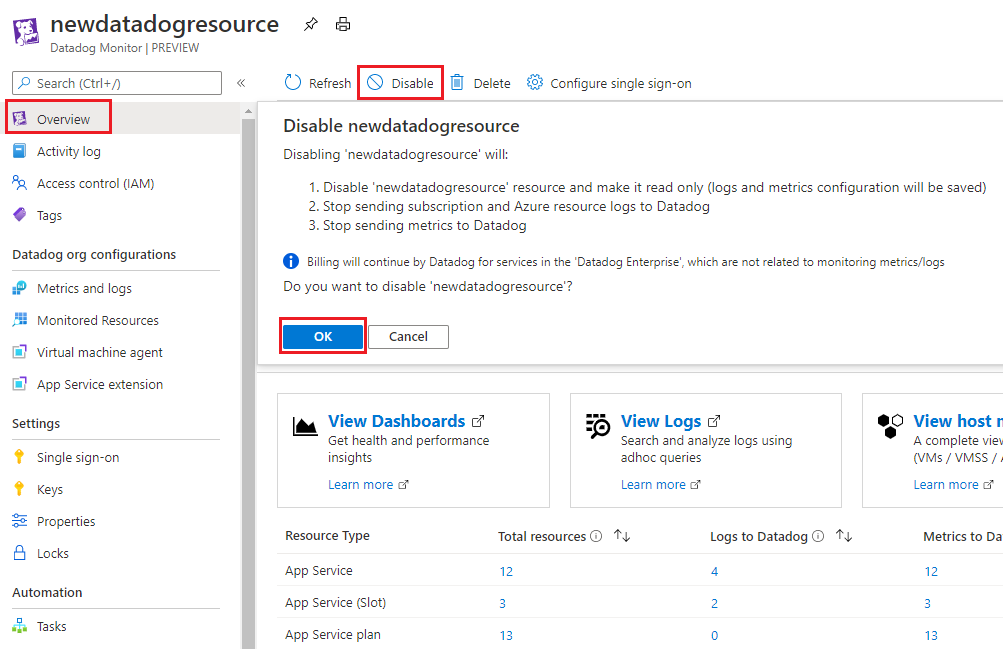 newdatadogresource
Datadog Monitor | PREVIEW
Search (Ctrl+/)
«
Refresh
Disable
Delete
Configure single sign-on
Overview
Activity log
Access control (IAM)
Tags
Datadog org configurations
Metrics and logs
Monitored Resources
Virtual machine agent
App Service extension
Settings
Single sign-on
Keys
Properties
Locks
Automation
Tasks
Disable newdatadogresource
Disabling 'newdatadogresource' will:
1. Disable 'newdatadogresource' resource and make it read only (logs and metrics configuration will be saved)
2. Stop sending subscription and Azure resource logs to Datadog
3. Stop sending metrics to Datadog
Billing will continue by Datadog for services in the 'Datadog Enterprise', which are not related to monitoring metrics/logs
Do you want to disable 'newdatadogresource'?
OK Cancel
View Dashboards
Get health and performance
insights
Learn more
View Logs
Search and analyze logs using
adhoc queries
Learn more
View host
A complete
(VMs / VMSS /
Learn more
Resource Type Total resources Logs to Datadog Metrics to
App Service 12 4 12
App Service (Slot) 3 2 3
App Service plan 13 0 13